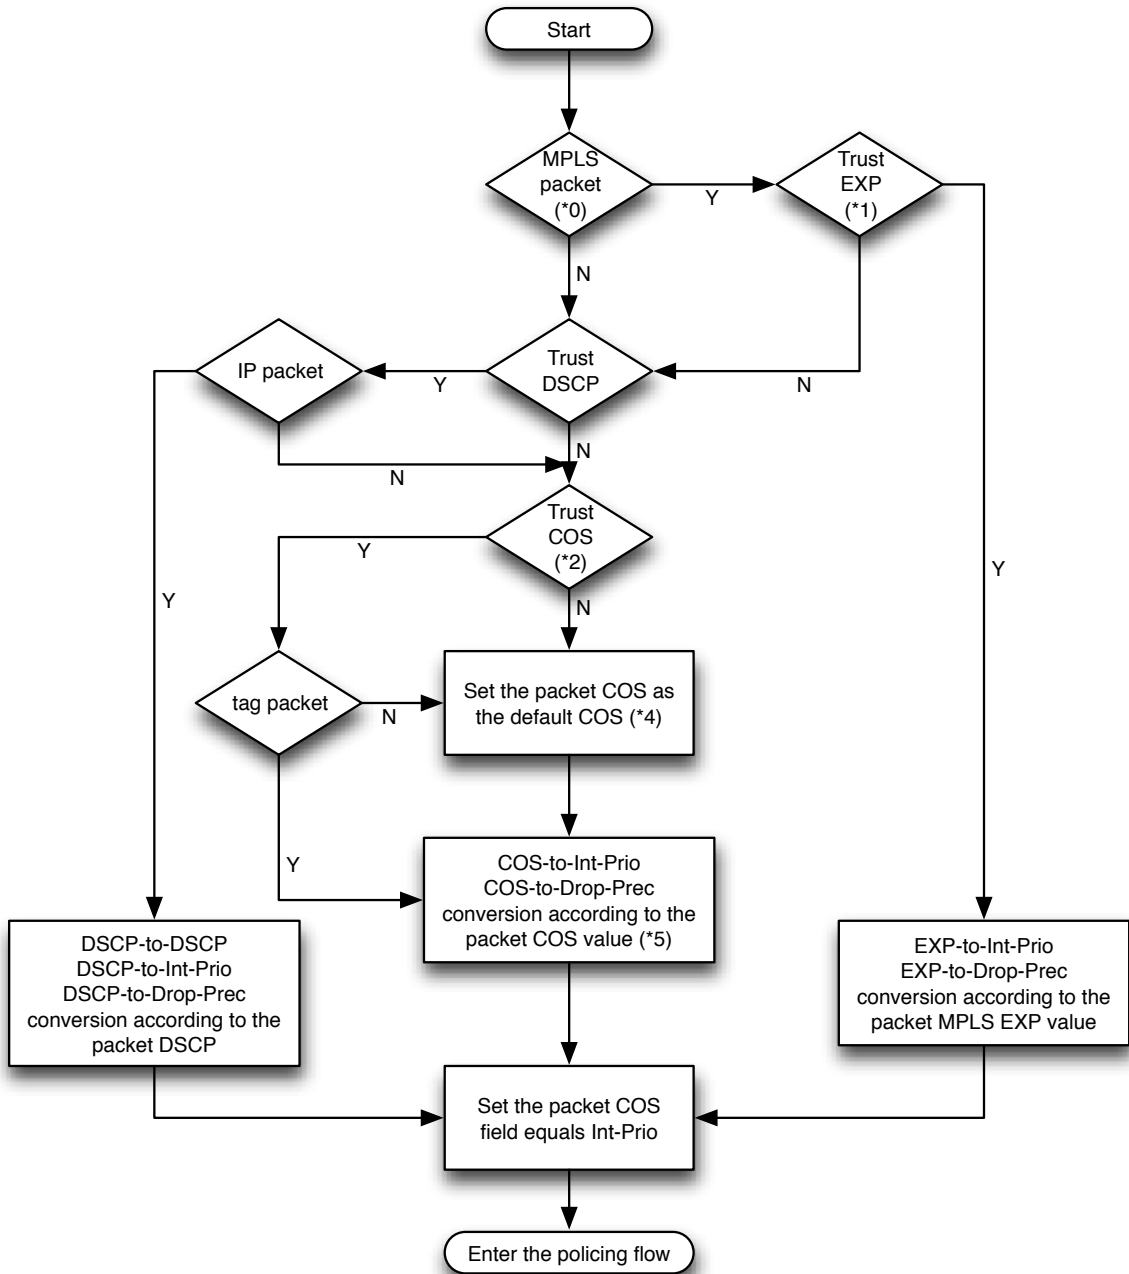 Start
MPLS
packet
(*0)
Y
Trust
EXP
(*1)
N
IP packet
Y
Trust
DSCP
N
N
N
Trust
COS
(*2)
Y
Y
Y
N
tag packet
N
Set the packet COS as
the default COS (*4)
Y
COS-to-Int-Prio
COS-to-Drop-Prec
conversion according to the
packet COS value (*5)
DSCP-to-DSCP
DSCP-to-Int-Prio
DSCP-to-Drop-Prec
conversion according to the
packet DSCP
EXP-to-Int-Prio
EXP-to-Drop-Prec
conversion according to the
packet MPLS EXP value
Set the packet COS
field equals Int-Prio
Enter the policing flow